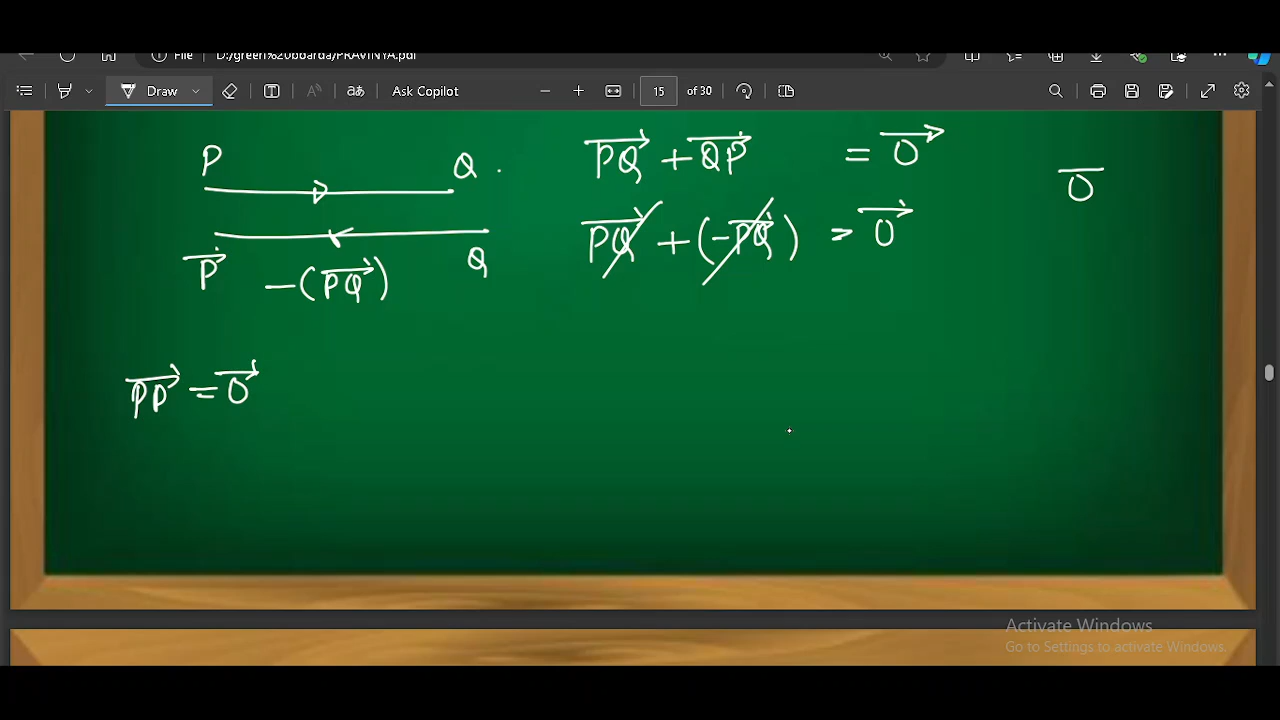 File D:/green%20boarda/PRAVINYA.pdf
Draw Ask Copilot 15 of 30
P Q
PQ + QP = 0
0
PQ + (-PQ) = 0
P -(PQ) Q
PP = 0
Activate Windows
Go to Settings to activate Windows.